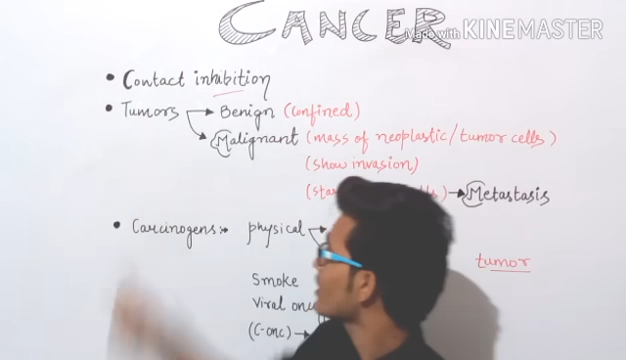 CANCER
Made with KINEMASTER
• Contact inhibition
• Tumors → Benign (confined)
→ Malignant (mass of neoplastic/tumor cells)
(show invasion)
→ Metastasis
• Carcinogens:→ physical →
tumor
Smoke
Viral
(C-onc) →